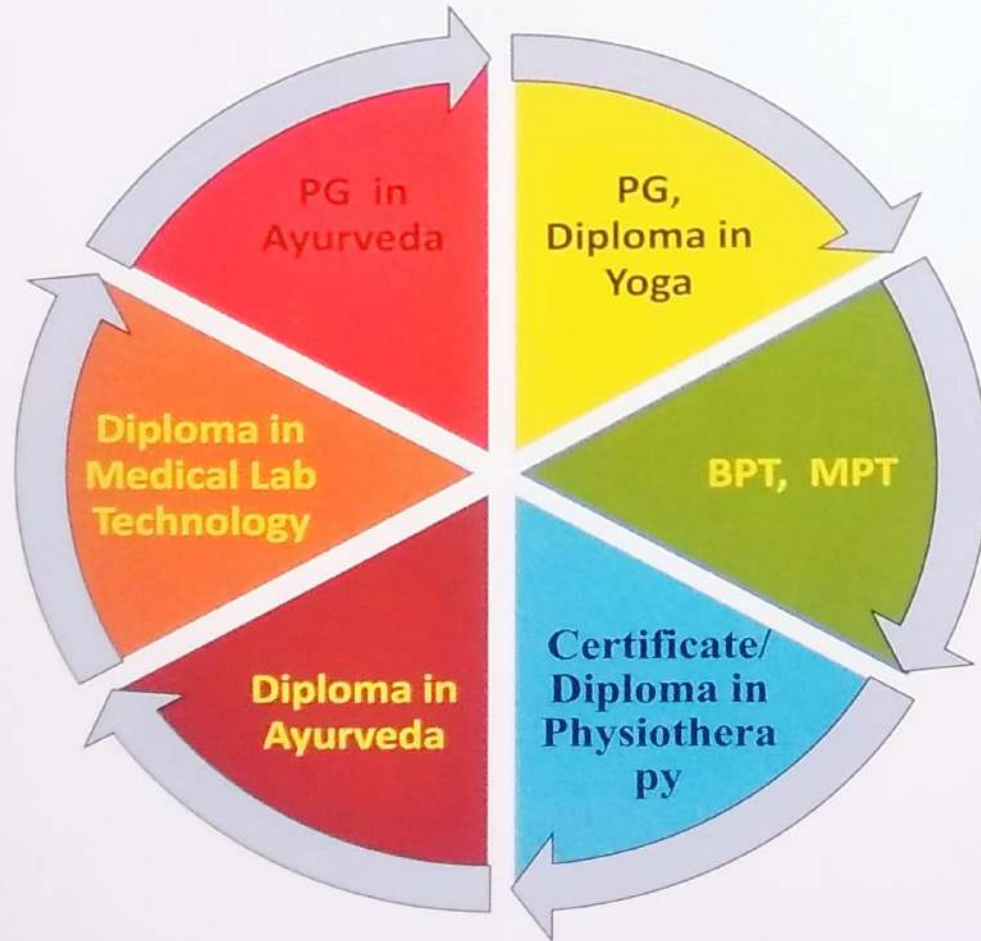 PG in
Ayurveda
PG,
Diploma in
Yoga
Diploma in
Medical Lab
Technology
BPT, MPT
Diploma in
Ayurveda
Certificate/
Diploma in
Physiothera
py